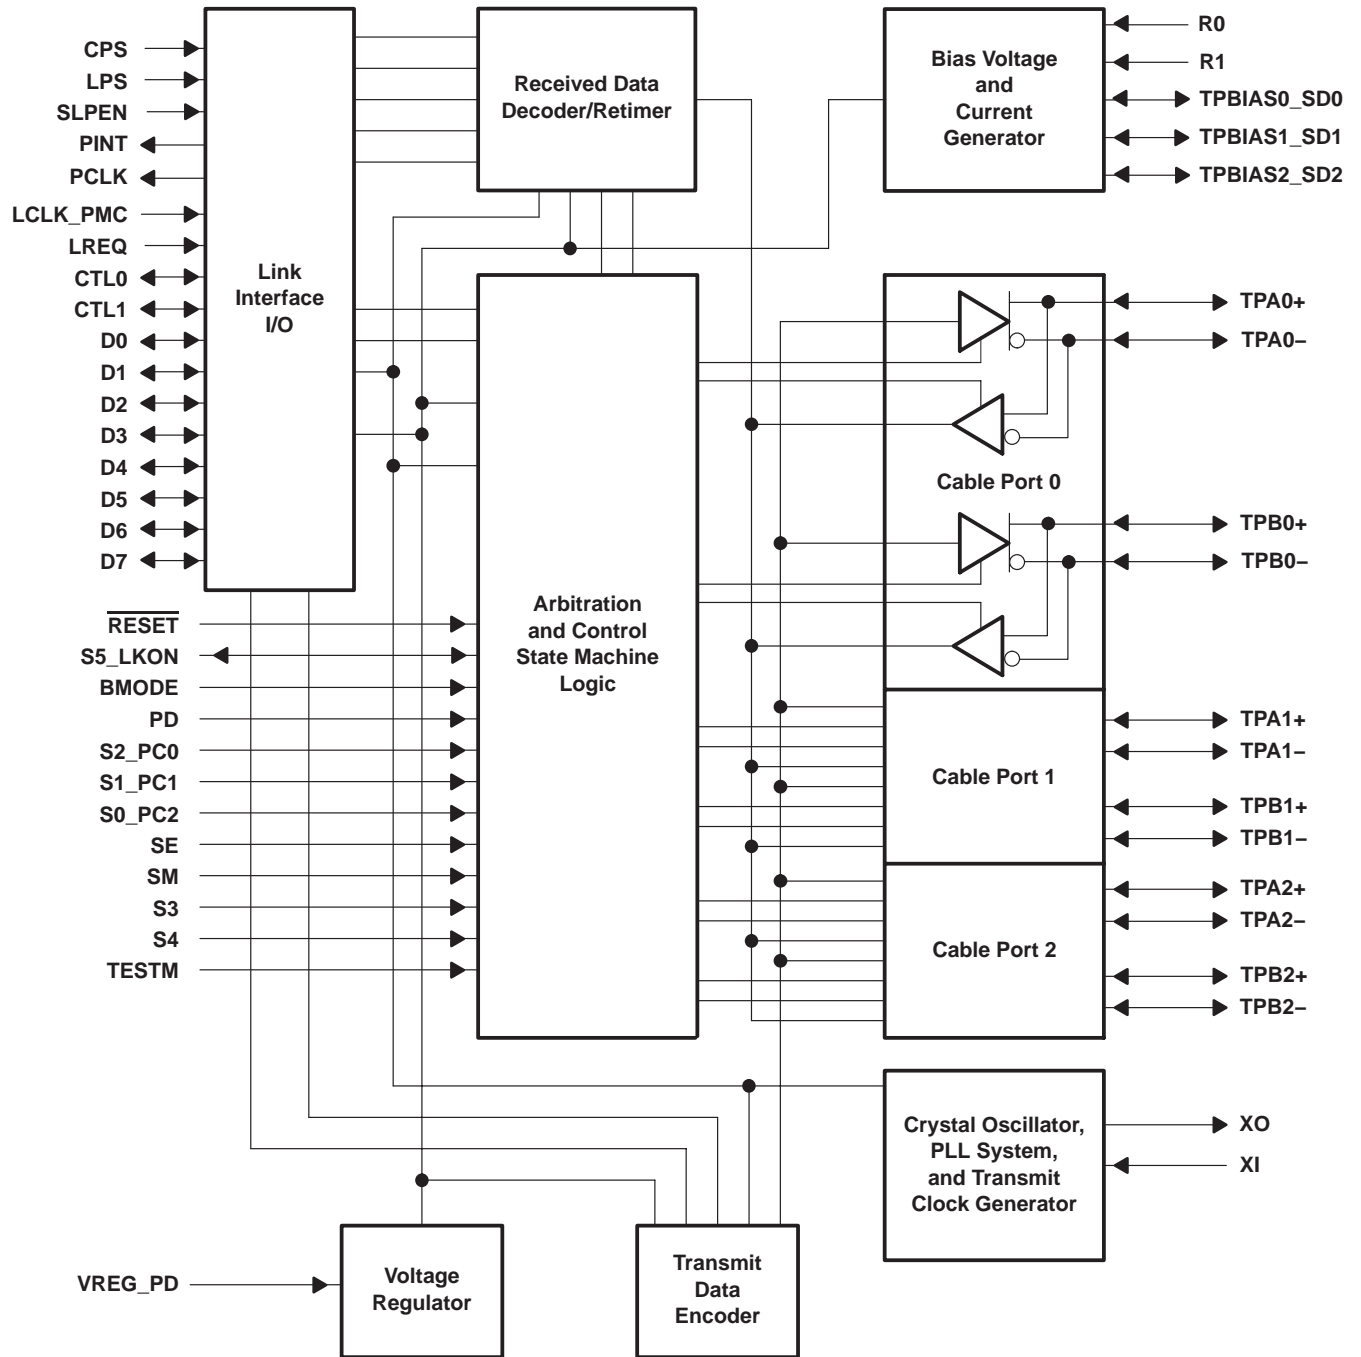 CPS
LPS
SLPEN
PINT
PCLK
LCLK_PMC
LREQ
CTL0
CTL1
D0
D1
D2
D3
D4
D5
D6
D7
RESET
S5_LKON
BMODE
PD
S2_PC0
S1_PC1
S0_PC2
SE
SM
S3
S4
TESTM
VREG_PD
Link
Interface
I/O
Received Data
Decoder/Retimer
Arbitration
and Control
State Machine
Logic
Voltage
Regulator
Transmit
Data
Encoder
Bias Voltage
and
Current
Generator
Cable Port 0
Cable Port 1
Cable Port 2
Crystal Oscillator,
PLL System,
and Transmit
Clock Generator
R0
R1
TPBIAS0_SD0
TPBIAS1_SD1
TPBIAS2_SD2
TPA0+
TPA0−
TPB0+
TPB0−
TPA1+
TPA1−
TPB1+
TPB1−
TPA2+
TPA2−
TPB2+
TPB2−
XO
XI